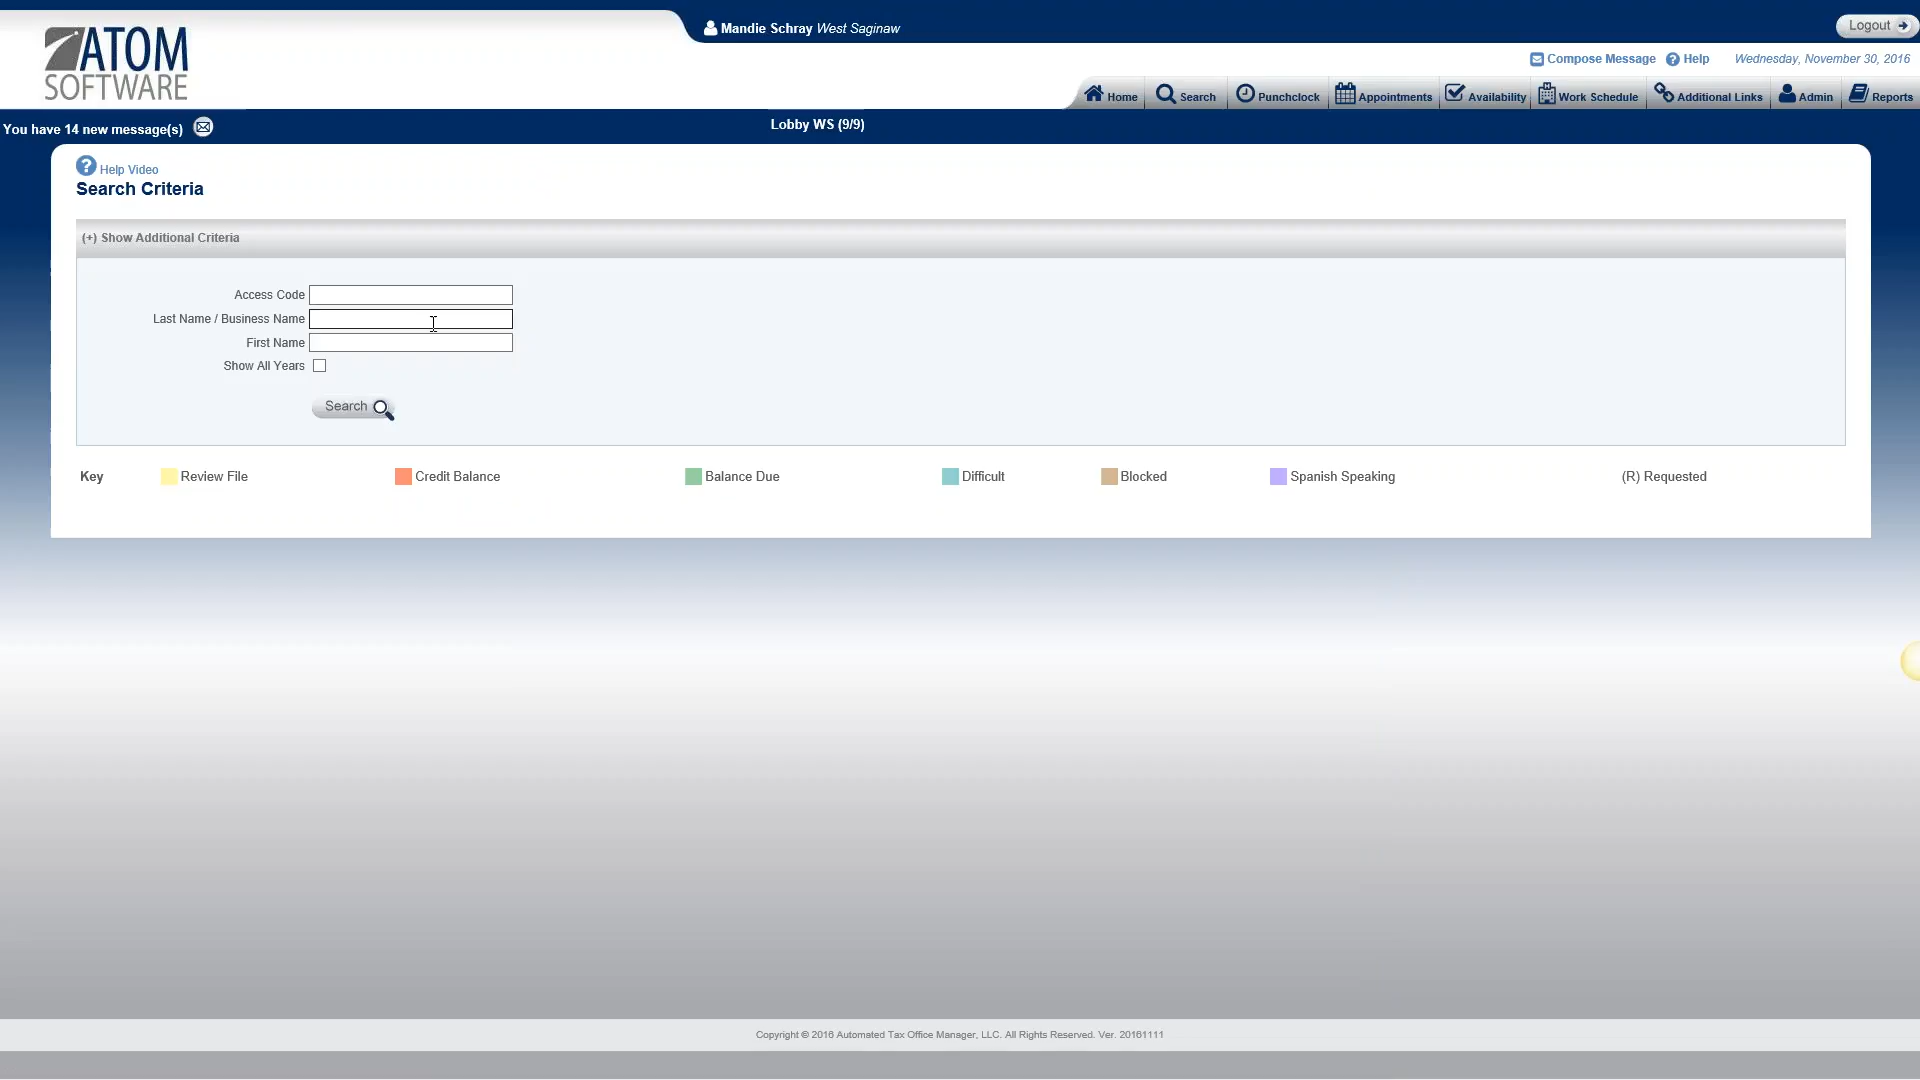 Mandie Schray West Saginaw
Logout
ATOM
SOFTWARE
Compose Message Help Wednesday, November 30, 2016
Home Search Punchclock Appointments Availability Work Schedule Additional Links Admin Reports
You have 14 new message(s)
Lobby WS (9/9)
? Help Video
Search Criteria
(+) Show Additional Criteria
Access Code
Last Name / Business Name
First Name
Show All Years
Search
Key Review File Credit Balance Balance Due Difficult Blocked Spanish Speaking (R) Requested
Copyright © 2016 Automated Tax Office Manager, LLC. All Rights Reserved. Ver. 20161111